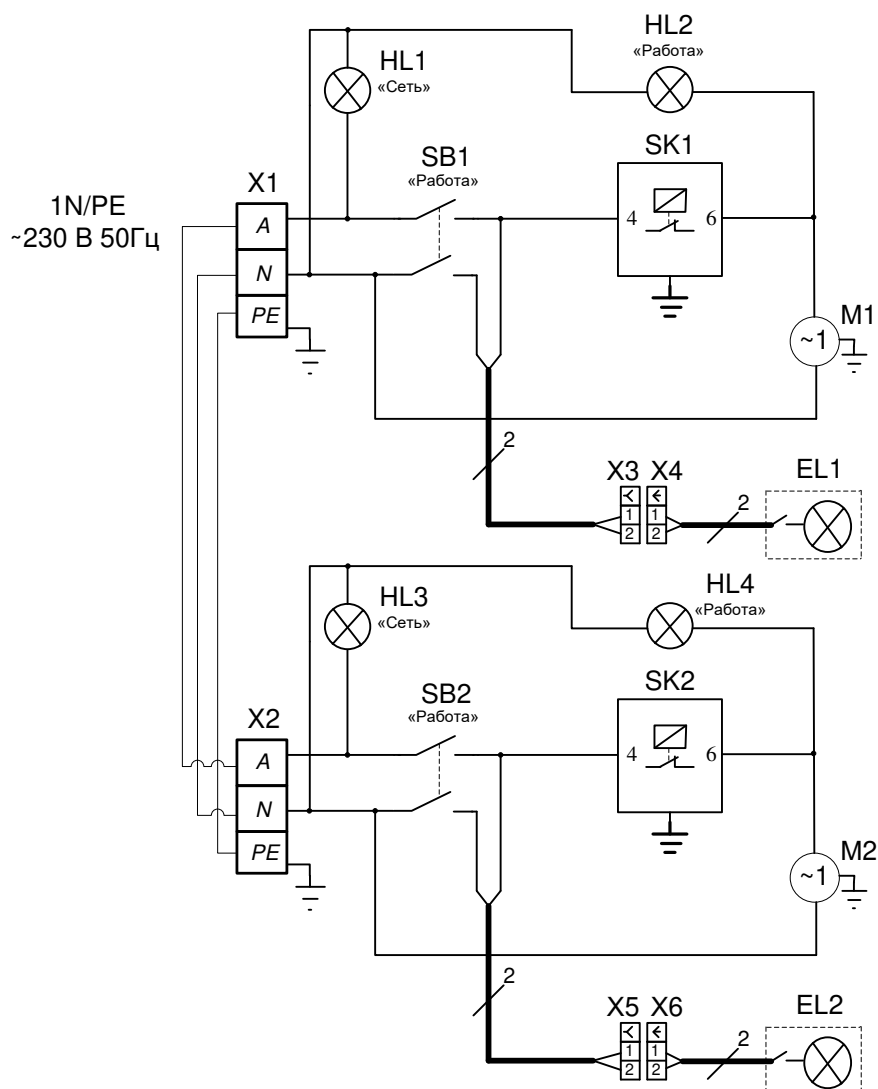 HL1
«Сеть»
HL2
«Работа»
SB1
«Работа»
SK1
4 6
1N/PE
~230 В 50Гц
X1
A
N
PE
M1
~1
2
X3 X4
1 1
2 2
2
EL1
HL3
«Сеть»
HL4
«Работа»
SB2
«Работа»
SK2
4 6
X2
A
N
PE
M2
~1
2
X5 X6
1 1
2 2
2
EL2